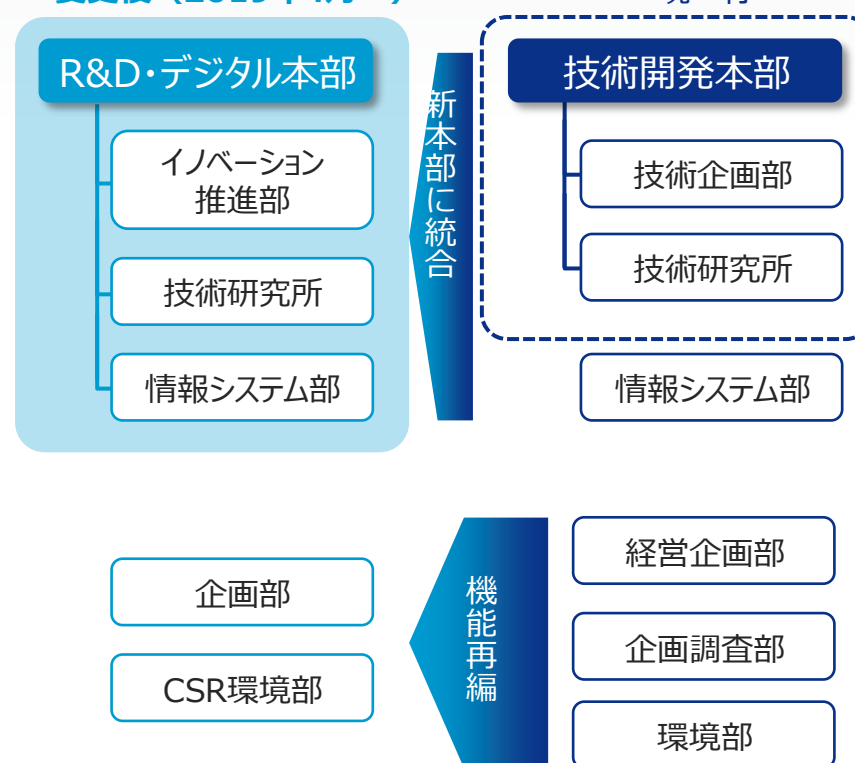 R&D・デジタル本部
イノベーション
推進部
技術研究所
情報システム部
新本部に統合
技術開発本部
技術企画部
技術研究所
情報システム部
企画部
CSR環境部
機能再編
経営企画部
企画調査部
環境部